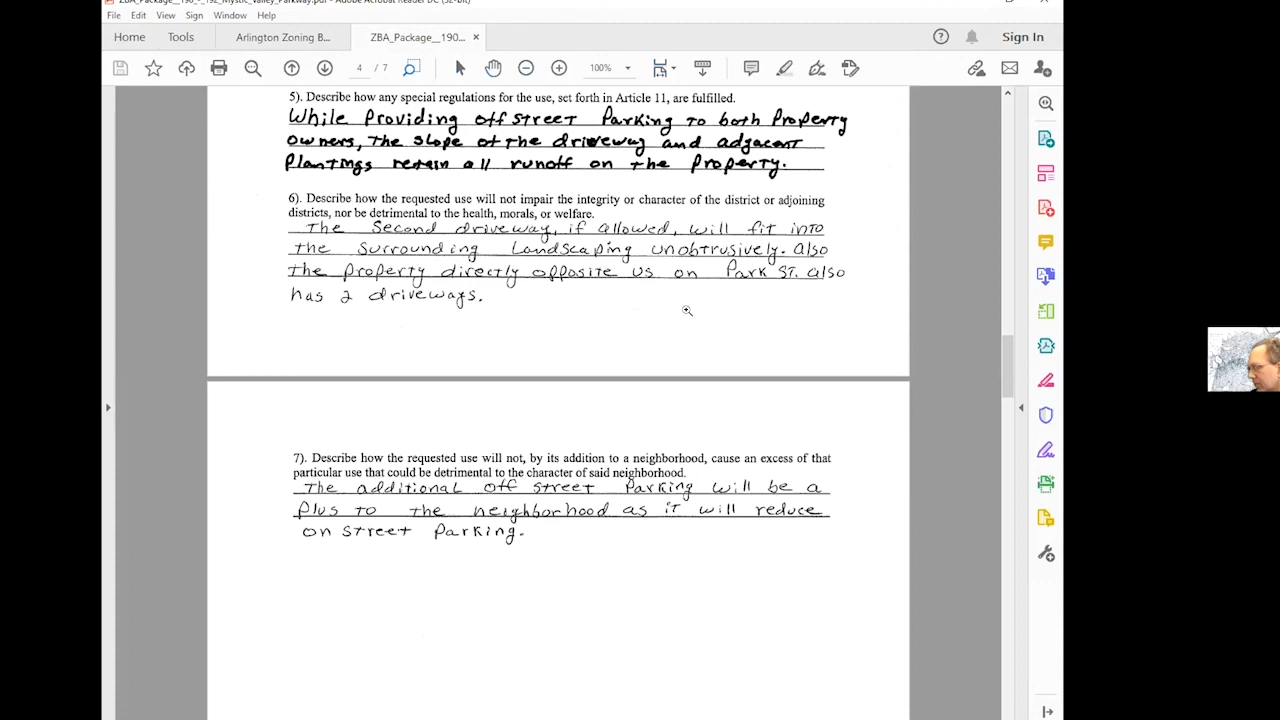 ZBA_Package__190_-_192_Mystic_Valley_Parkway.pdf - Adobe Acrobat Reader DC (32-bit)
File Edit View Sign Window Help
Home Tools Arlington Zoning B... ZBA_Package__190... × Sign In
4 / 7 100%
5). Describe how any special regulations for the use, set forth in Article 11, are fulfilled.
While Providing off street Parking to both Property
owners, the slope of the driveway and adjacent
Plantings retain all runoff on the Property.
6). Describe how the requested use will not impair the integrity or character of the district or adjoining
districts, nor be detrimental to the health, morals, or welfare.
The Second driveway, if allowed, will fit into
the surrounding Landscaping unobtrusively. also
the property directly opposite us on Park St. also
has 2 driveways.
7). Describe how the requested use will not, by its addition to a neighborhood, cause an excess of that
particular use that could be detrimental to the character of said neighborhood.
The additional off street Parking will be a
Plus to the neighborhood as it will reduce
on street Parking.